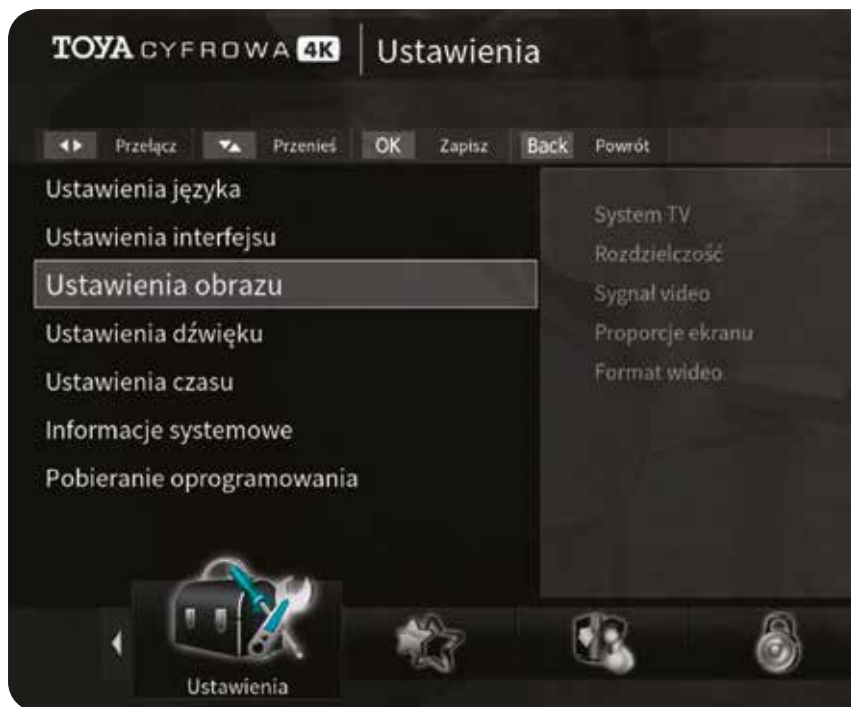 TOYA CYFROWA 4K | Ustawienia
Przełącz Przenieś OK Zapisz Back Powrót
Ustawienia języka
Ustawienia interfejsu
Ustawienia obrazu
Ustawienia dźwięku
Ustawienia czasu
Informacje systemowe
Pobieranie oprogramowania
System TV
Rozdzielczość
Sygnał video
Proporcje ekranu
Format wideo
Ustawienia